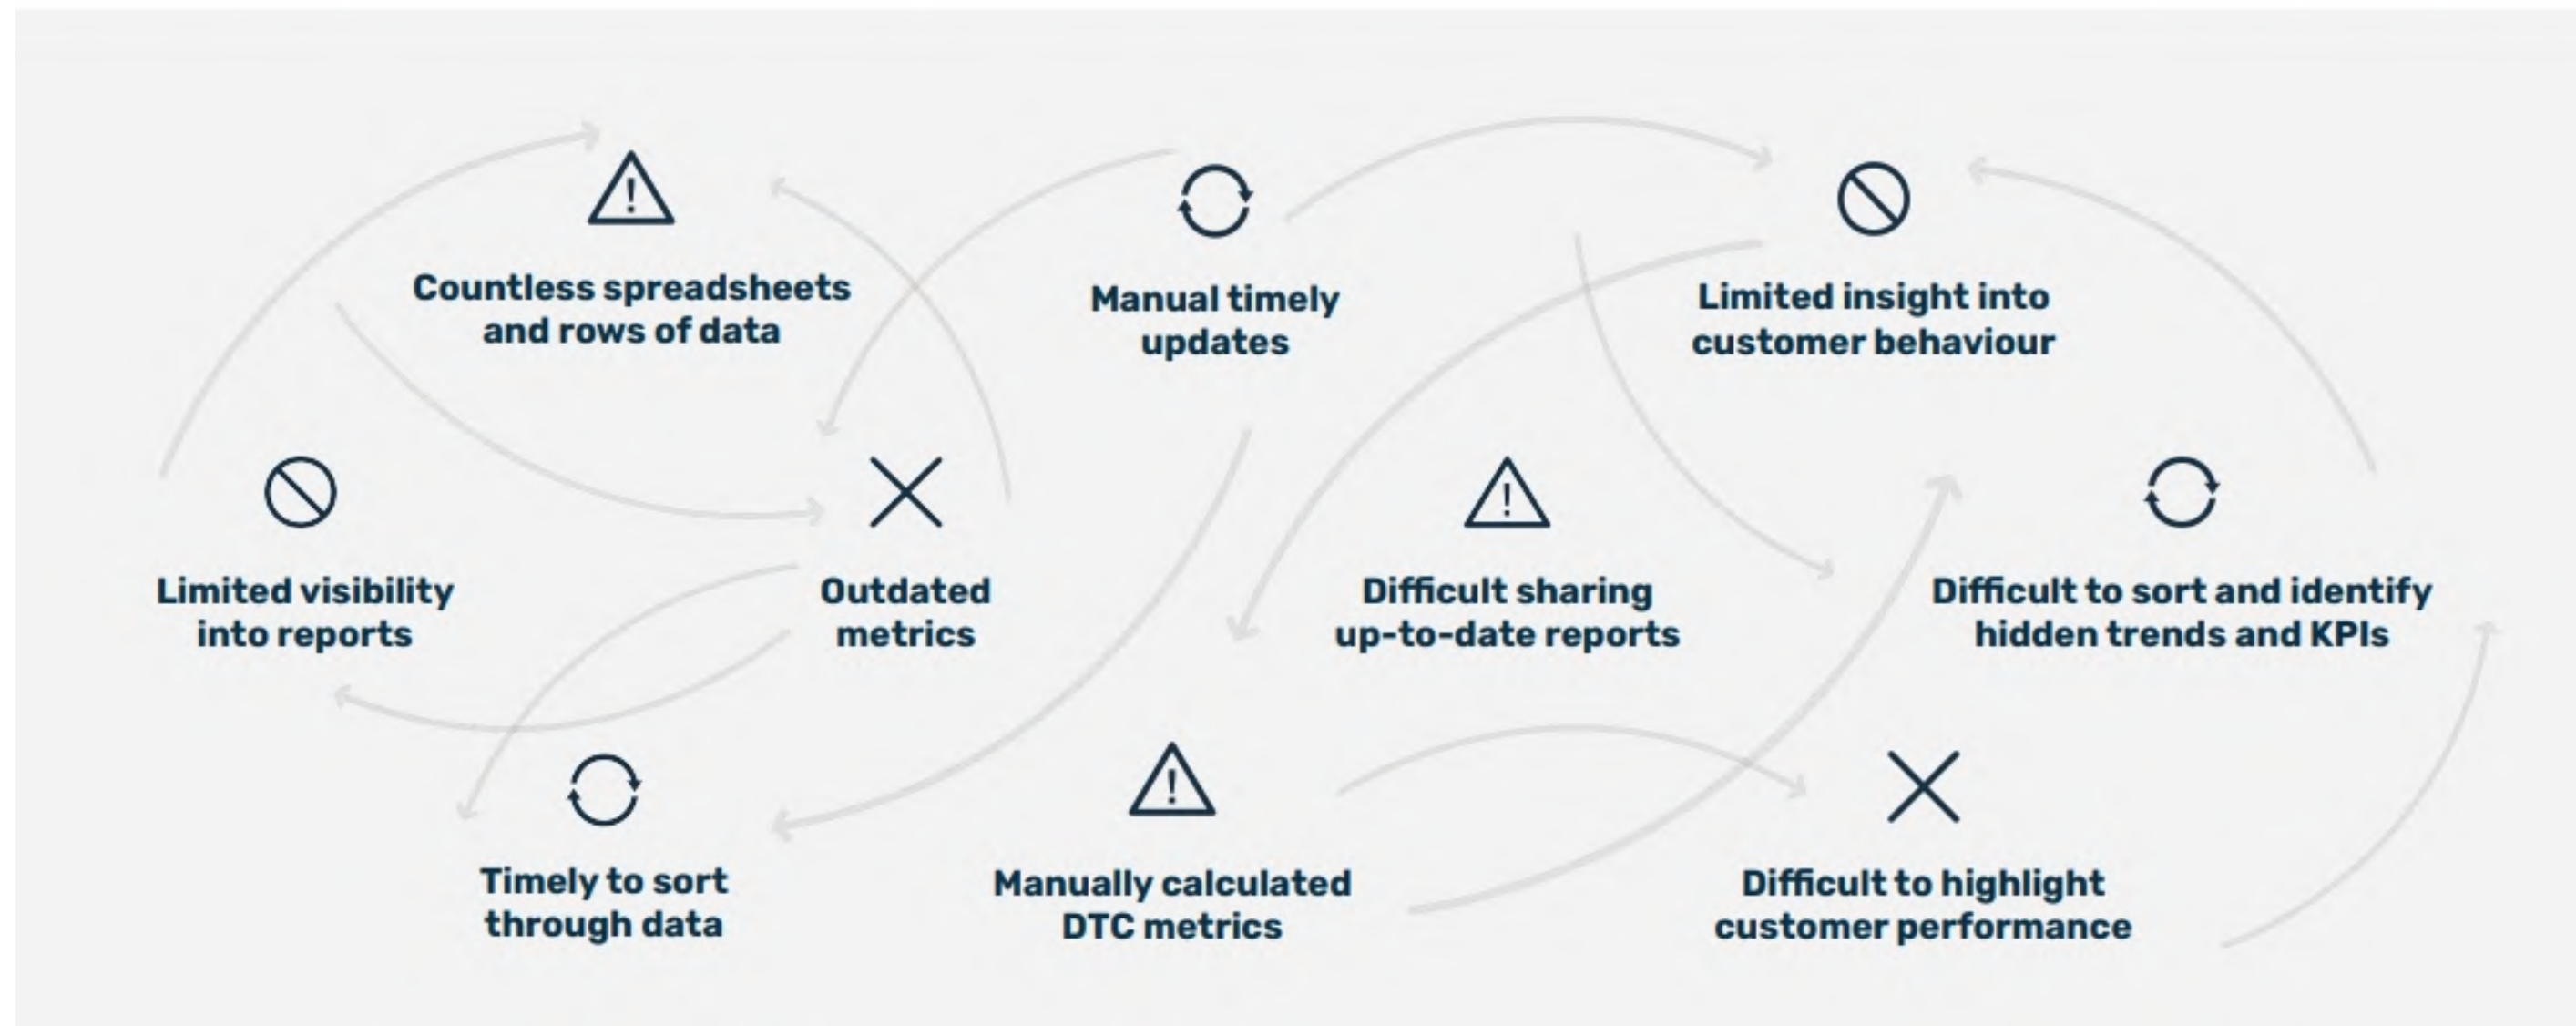 Countless spreadsheets
and rows of data
Manual timely
updates
Limited insight into
customer behaviour
Limited visibility
into reports
Outdated
metrics
Difficult sharing
up-to-date reports
Difficult to sort and identify
hidden trends and KPIs
Timely to sort
through data
Manually calculated
DTC metrics
Difficult to highlight
customer performance